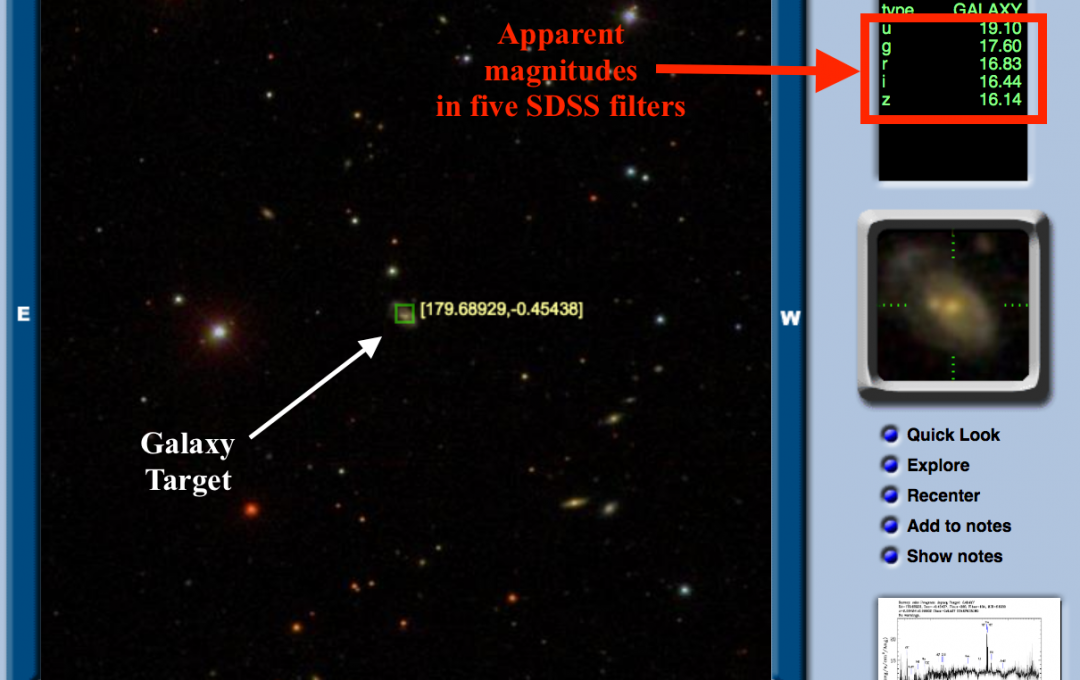 type GALAXY
u 19.10
g 17.60
r 16.83
i 16.44
z 16.14
Apparent
magnitudes
in five SDSS filters
E
[179.68929,-0.45438]
W
Galaxy
Target
Quick Look
Explore
Recenter
Add to notes
Show notes